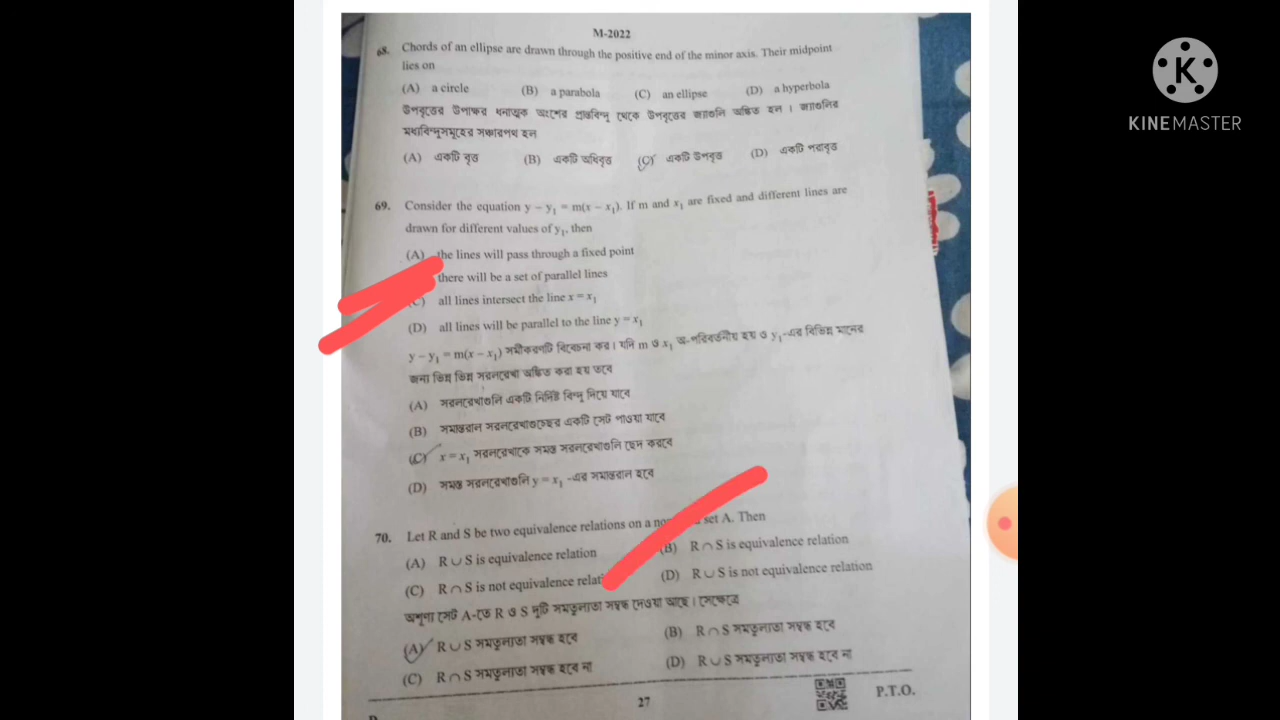 M-2022
68. Chords of an ellipse are drawn through the positive end of the minor axis. Their midpoint
lies on
(A) a circle (B) a parabola (C) an ellipse (D) a hyperbola
উপবৃত্তের উপাক্ষর ধনাত্মক অংশের প্রান্তবিন্দু থেকে উপবৃত্তের জ্যাগুলি অঙ্কিত হল । জ্যাগুলির
মধ্যবিন্দুসমূহের সঞ্চারপথ হল
(A) একটি বৃত্ত (B) একটি অধিবৃত্ত (C) একটি উপবৃত্ত (D) একটি পরাবৃত্ত
69. Consider the equation y – y₁ = m(x – x₁). If m and x₁ are fixed and different lines are
drawn for different values of y₁, then
(A) the lines will pass through a fixed point
there will be a set of parallel lines
(C) all lines intersect the line x = x₁
(D) all lines will be parallel to the line y = x₁
y – y₁ = m(x – x₁) সমীকরণটি বিবেচনা কর। যদি m ও x₁ অ-পরিবর্তনীয় হয় ও y₁-এর বিভিন্ন মানের
জন্য ভিন্ন ভিন্ন সরলরেখা অঙ্কিত করা হয় তবে
(A) সরলরেখাগুলি একটি নির্দিষ্ট বিন্দু দিয়ে যাবে
(B) সমান্তরাল সরলরেখাগুচ্ছের একটি সেট পাওয়া যাবে
(C) x = x₁ সরলরেখাকে সমস্ত সরলরেখাগুলি ছেদ করবে
(D) সমস্ত সরলরেখাগুলি y = x₁ -এর সমান্তরাল হবে
70. Let R and S be two equivalence relations on a set A. Then
(A) R ∪ S is equivalence relation (B) R ∩ S is equivalence relation
(C) R ∩ S is not equivalence (D) R ∪ S is not equivalence relation
অশূণ্য সেট A-তে R ও S দুটি সমতুল্যতা সম্বন্ধ দেওয়া আছে। সেক্ষেত্রে
(A) R ∪ S সমতুল্যতা সম্বন্ধ হবে (B) R ∩ S সমতুল্যতা সম্বন্ধ হবে
(C) R ∩ S সমতুল্যতা সম্বন্ধ হবে না (D) R ∪ S সমতুল্যতা সম্বন্ধ হবে না
27
P.T.O.
KINEMASTER